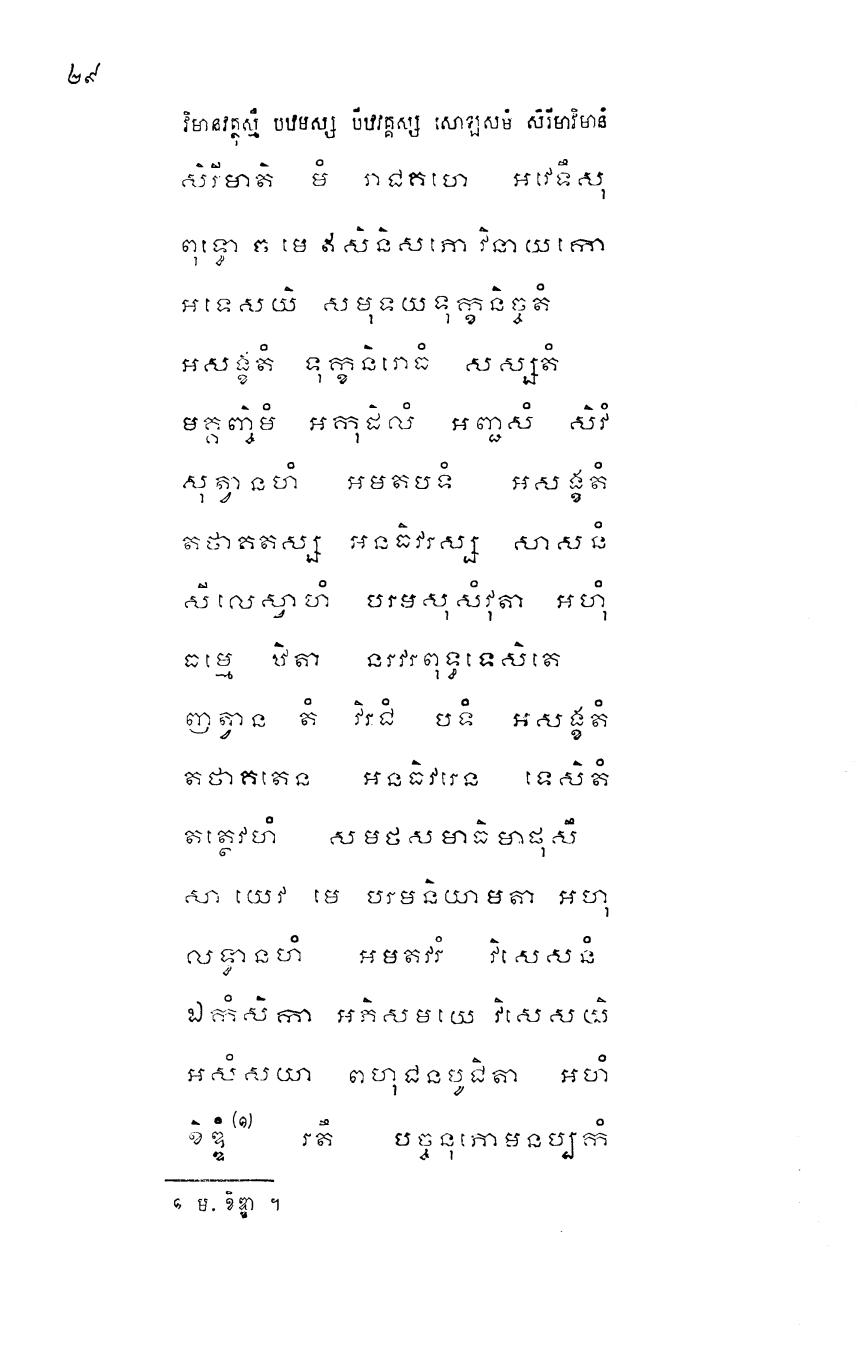 ២៩
វិមានវត្ថុស្មឹ បឋមស្ស បីឋវគ្គស្ស សោឡសមំ សិរីមាវិមានំ
សិរីមាតិ មំ រាជគហេ អវេទឹសុ
ពុទ្ធោ ច មេ ឥសិនិសភោ វិនាយកោ
អទេសយិ សមុទយទុក្ខនិច្ចតំ
អសង្ខតំ ទុក្ខនិរោធំ សស្សតំ
មគ្គញ្ចិមំ អកុដិលំ អញ្ជសំ សិវំ
សុត្វានហំ អមតបទំ អសង្ខតំ
តថាគតស្ស អនធិវរស្ស សាសនំ
សីលេស្វាហំ បរមសុសំវុតា អហុំ
ធម្មេ ឋិតា នរវរពុទ្ធទេសិតេ
ញត្វាន តំ វិរជំ បទំ អសង្ខតំ
តថាគតេន អនធិវរេន ទេសិតំ
តត្ថេវហំ សមថសមាធិមាផុសឹ
សា យេវ មេ បរមនិយាមតា អហុ
លទ្ធានហំ អមតវរំ វិសេសនំ
ឯកំសិកា អភិសមយេ វិសេសយិ
អសំសយា ពហុជនបូជិតា អហំ
ខិឌ្ឌំ (១) រតឹ បច្ចនុភោមនប្បកំ
១ ម. ខិឌ្ឌា ។